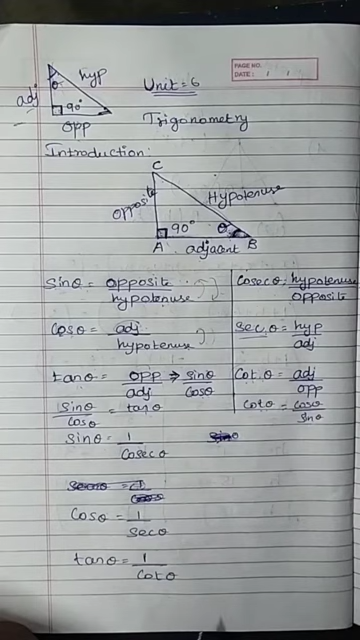 PAGE NO.
DATE : / /
adj
θ
hyp
90°
opp
Unit : 6
Trigonometry
Introduction:
C
opposite
Hypotenuse
90°
θ
A
adjacent
B
sinθ = opposite/hypotenuse
cosecθ = hypotenuse/opposite
cosθ = adj/hypotenuse
sec.θ = hyp/adj
tanθ = opp/adj ⇒ sinθ/cosθ
cot.θ = adj/opp
sinθ/cosθ = tanθ
cotθ = cosθ/sinθ
sinθ = 1/cosecθ
cosθ = 1/secθ
tanθ = 1/cotθ